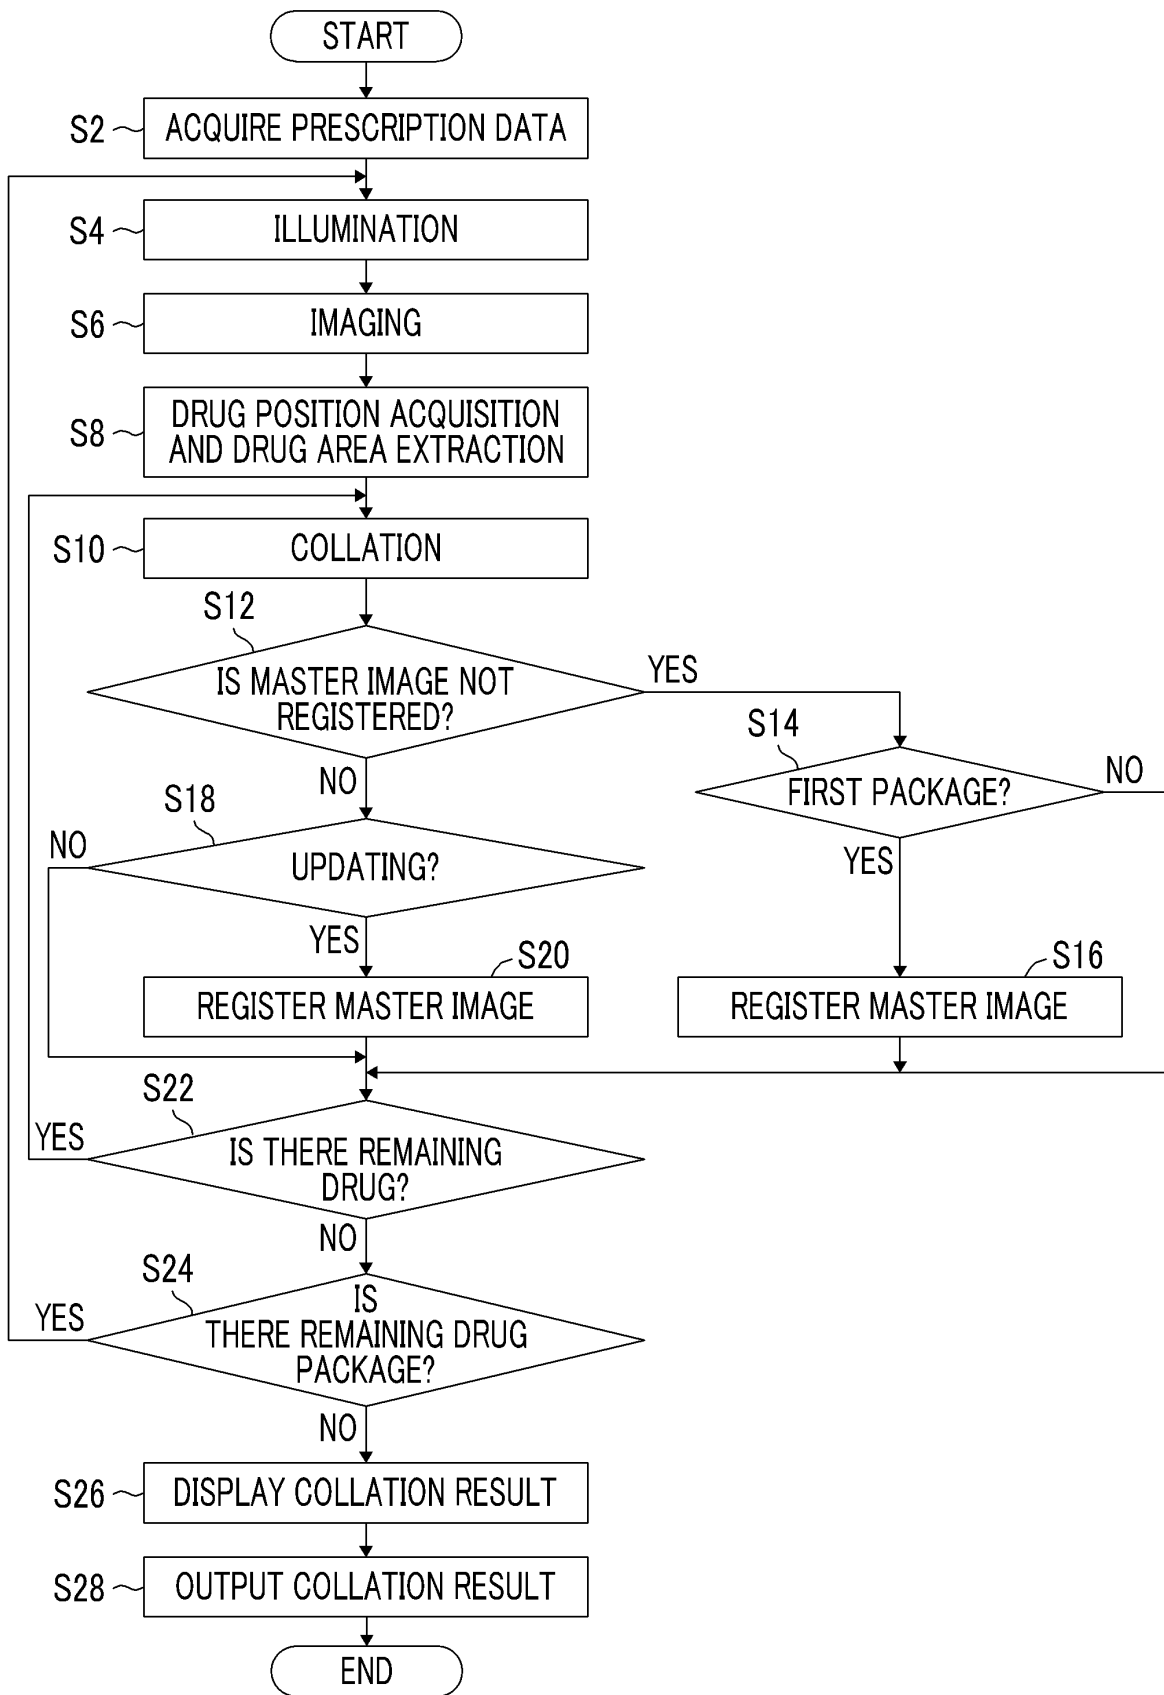 START
S2
ACQUIRE PRESCRIPTION DATA
S4
ILLUMINATION
S6
IMAGING
S8
DRUG POSITION ACQUISITION
AND DRUG AREA EXTRACTION
S10
COLLATION
S12
IS MASTER IMAGE NOT
REGISTERED?
YES
NO
S14
FIRST PACKAGE?
NO
YES
S18
UPDATING?
NO
YES
S20
REGISTER MASTER IMAGE
S16
REGISTER MASTER IMAGE
S22
IS THERE REMAINING
DRUG?
YES
NO
S24
IS
THERE REMAINING DRUG
PACKAGE?
YES
NO
S26
DISPLAY COLLATION RESULT
S28
OUTPUT COLLATION RESULT
END